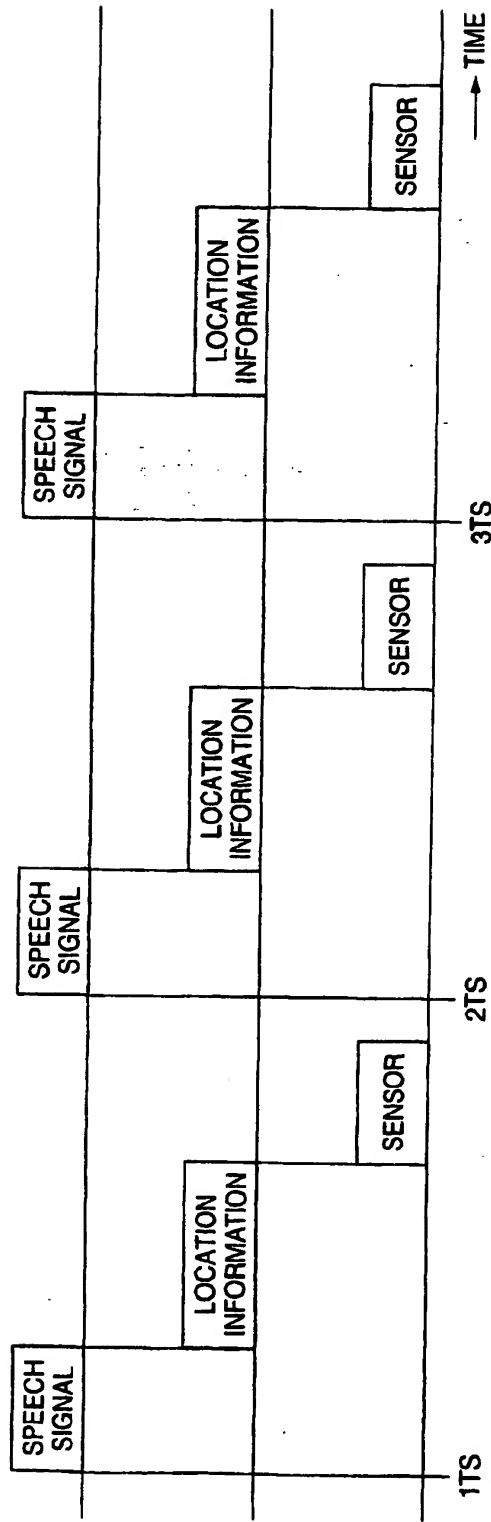 SPEECH
SIGNAL
LOCATION
INFORMATION
SENSOR
SPEECH
SIGNAL
LOCATION
INFORMATION
SENSOR
SPEECH
SIGNAL
LOCATION
INFORMATION
SENSOR
1TS
2TS
3TS
TIME